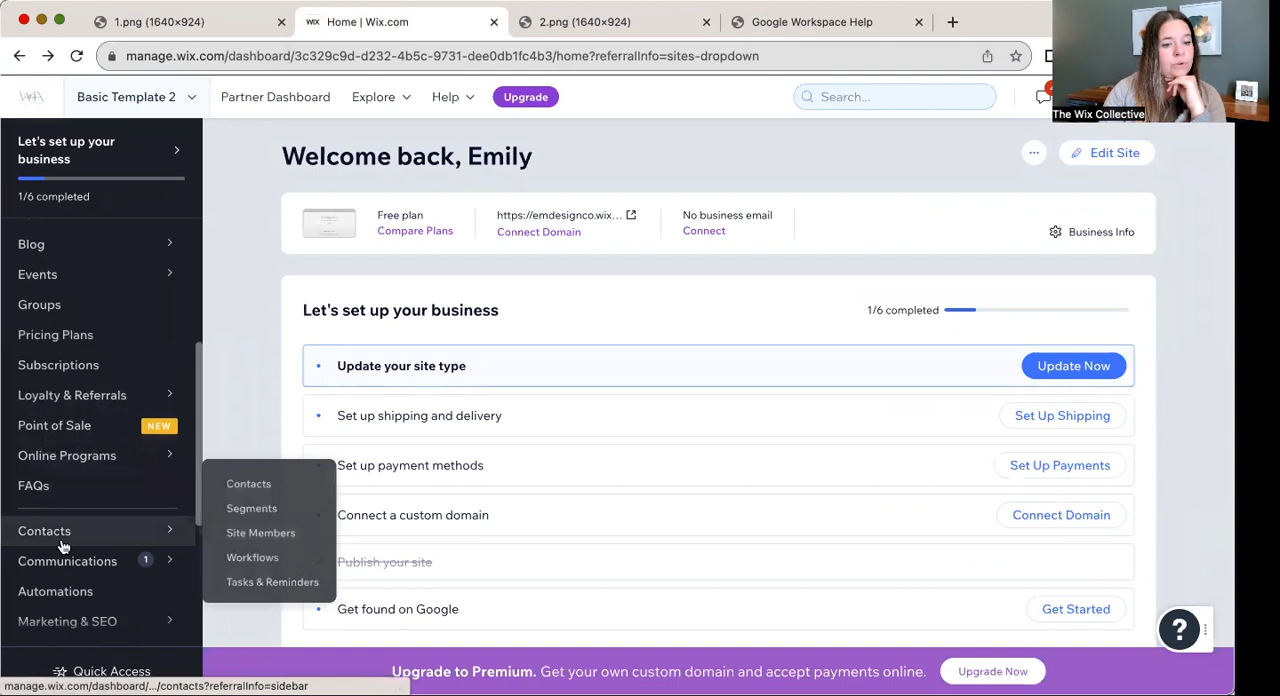 1.png (1640×924)
WIX Home | Wix.com
2.png (1640×924)
Google Workspace Help
manage.wix.com/dashboard/3c329c9d-d232-4b5c-9731-dee0db1fc4b3/home?referralInfo=sites-dropdown
WIX
Basic Template 2
Partner Dashboard
Explore
Help
Upgrade
Search...
The Wix Collective
Let's set up your
business
1/6 completed
Blog
Events
Groups
Pricing Plans
Subscriptions
Loyalty & Referrals
Point of Sale NEW
Online Programs
FAQs
Contacts
Communications 1
Automations
Marketing & SEO
Quick Access
manage.wix.com/dashboard/.../contacts?referralInfo=sidebar
Contacts
Segments
Site Members
Workflows
Tasks & Reminders
Welcome back, Emily
... Edit Site
Free plan
Compare Plans
https://emdesignco.wix...
Connect Domain
No business email
Connect
Business Info
Let's set up your business
1/6 completed
Update your site type Update Now
Set up shipping and delivery Set Up Shipping
Set up payment methods Set Up Payments
Connect a custom domain Connect Domain
Publish your site
Get found on Google Get Started
?
Upgrade to Premium. Get your own custom domain and accept payments online. Upgrade Now